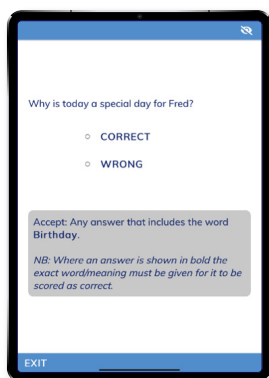 Why is today a special day for Fred?
CORRECT
WRONG
Accept: Any answer that includes the word
Birthday.
NB: Where an answer is shown in bold the
exact word/meaning must be given for it to be
scored as correct.
EXIT